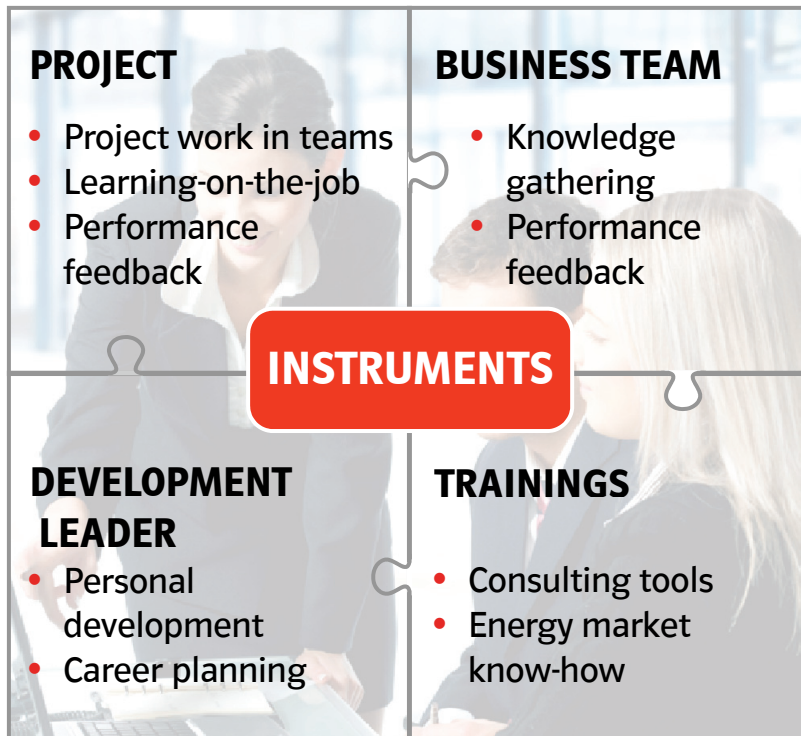 PROJECT
• Project work in teams
• Learning-on-the-job
• Performance
feedback
BUSINESS TEAM
• Knowledge
gathering
• Performance
feedback
INSTRUMENTS
DEVELOPMENT
LEADER
• Personal
development
• Career planning
TRAININGS
• Consulting tools
• Energy market
know-how